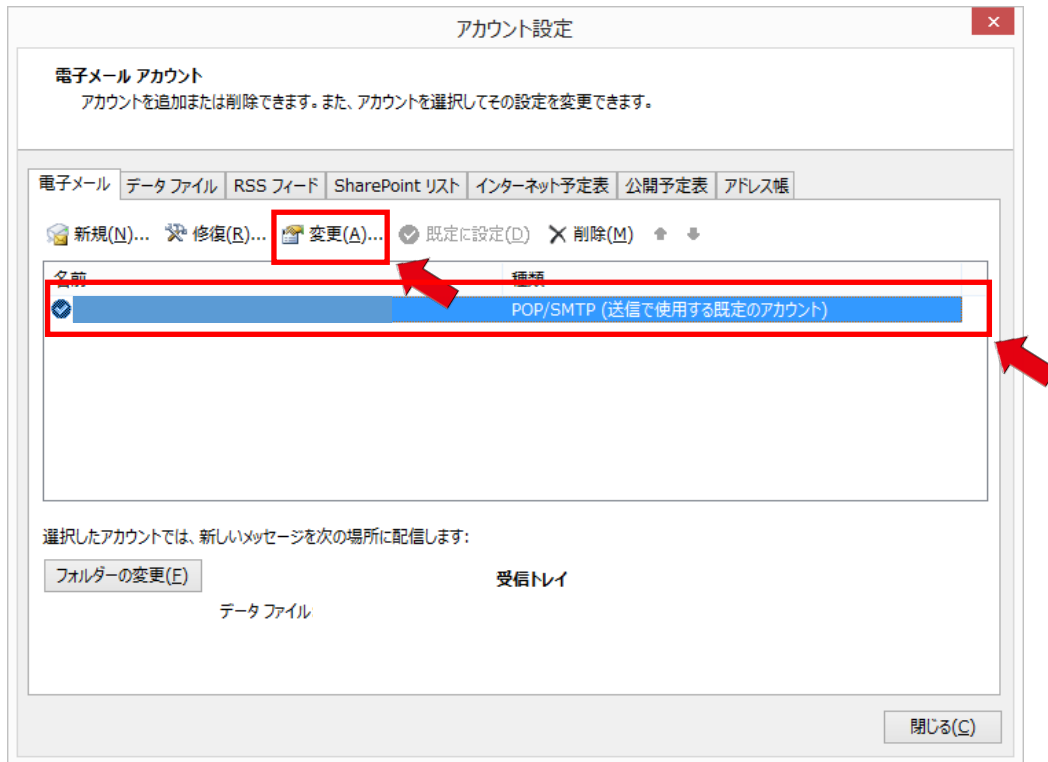 アカウント設定
電子メール アカウント
アカウントを追加または削除できます。また、アカウントを選択してその設定を変更できます。
電子メール データ ファイル RSS フィード SharePoint リスト インターネット予定表 公開予定表 アドレス帳
新規(N)... 修復(R)... 変更(A)... 既定に設定(D) 削除(M)
名前 種類
POP/SMTP (送信で使用する既定のアカウント)
選択したアカウントでは、新しいメッセージを次の場所に配信します:
フォルダーの変更(F) 受信トレイ
データ ファイル:
閉じる(C)